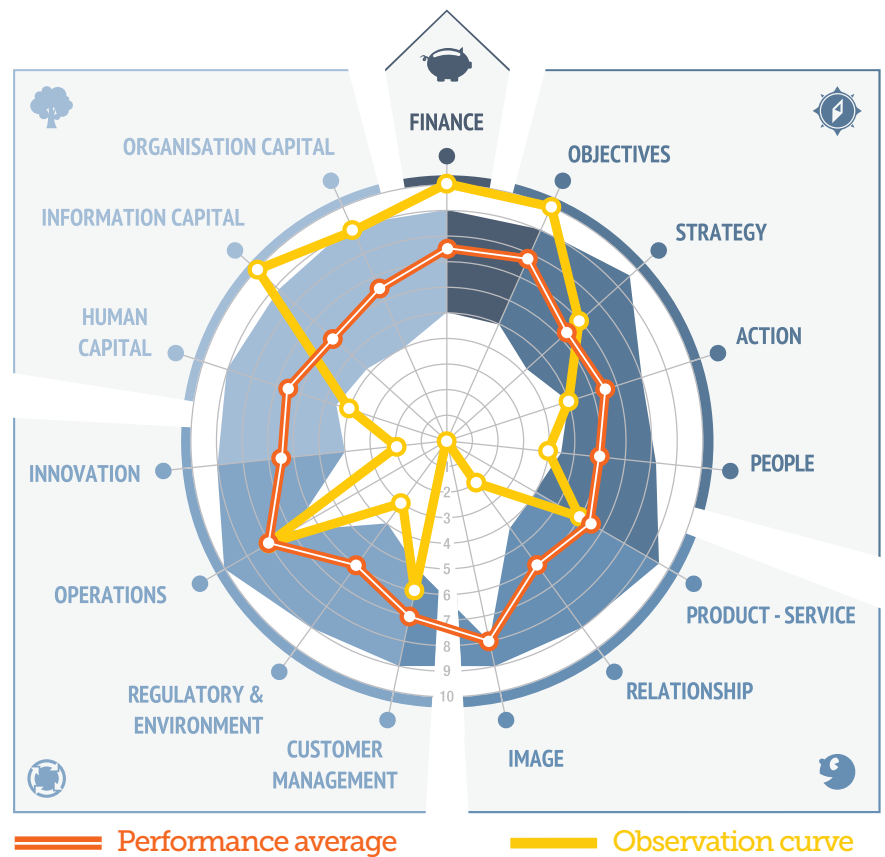 FINANCE
OBJECTIVES
STRATEGY
ACTION
PEOPLE
PRODUCT - SERVICE
RELATIONSHIP
IMAGE
CUSTOMER
MANAGEMENT
REGULATORY &
ENVIRONMENT
OPERATIONS
INNOVATION
HUMAN
CAPITAL
INFORMATION CAPITAL
ORGANISATION CAPITAL
1
2
3
4
5
6
7
8
9
10
Performance average
Observation curve